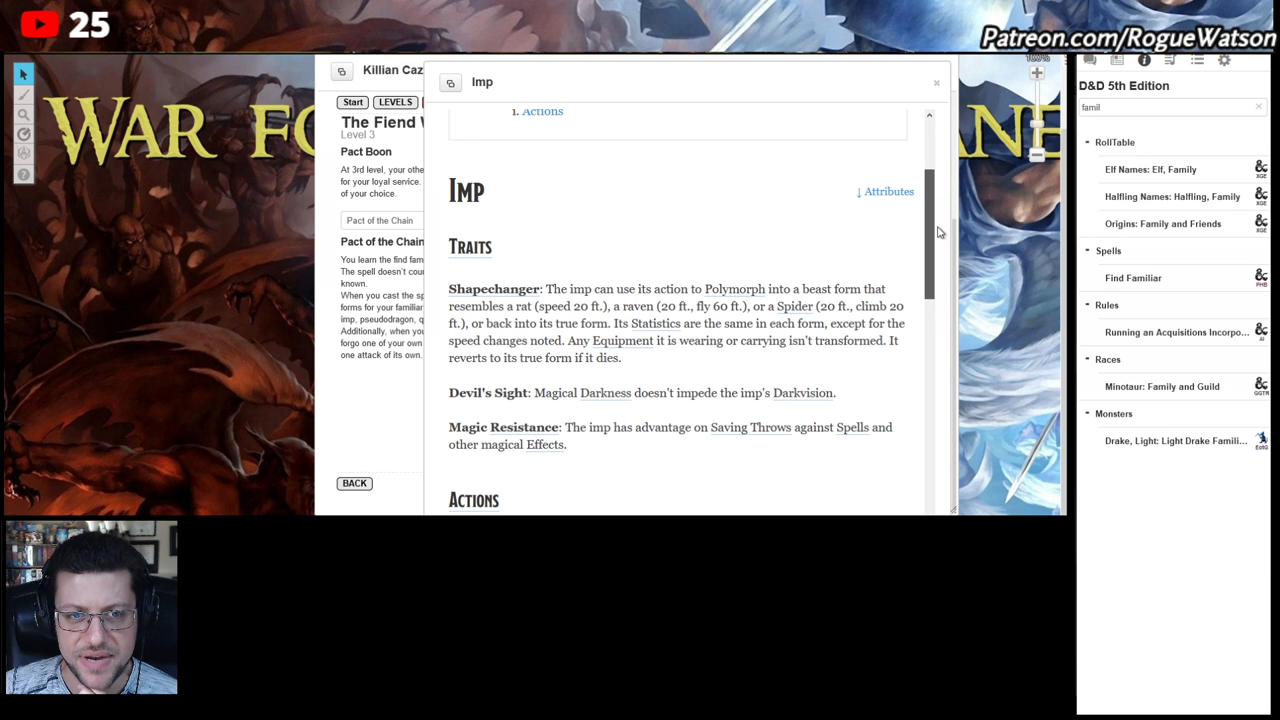 25
Patreon.com/RogueWatson
WAR FO
ANE
100%
Killian Caz
Start
LEVELS
The Fiend W
Level 3
Pact Boon
At 3rd level, your othe
for your loyal service.
of your choice.
Pact of the Chain
Pact of the Chain
You learn the find fam
The spell doesn't cou
known.
When you cast the sp
forms for your familiar
imp, pseudodragon, q
Additionally, when you
forgo one of your own
one attack of its own.
BACK
Imp
×
1. Actions
IMP
↓ Attributes
TRAITS
Shapechanger: The imp can use its action to Polymorph into a beast form that
resembles a rat (speed 20 ft.), a raven (20 ft., fly 60 ft.), or a Spider (20 ft., climb 20
ft.), or back into its true form. Its Statistics are the same in each form, except for the
speed changes noted. Any Equipment it is wearing or carrying isn't transformed. It
reverts to its true form if it dies.
Devil's Sight: Magical Darkness doesn't impede the imp's Darkvision.
Magic Resistance: The imp has advantage on Saving Throws against Spells and
other magical Effects.
ACTIONS
D&D 5th Edition
famil
RollTable
Elf Names: Elf, Family
XGE
Halfling Names: Halfling, Family
XGE
Origins: Family and Friends
XGE
Spells
Find Familiar
PHB
Rules
Running an Acquisitions Incorpo...
AI
Races
Minotaur: Family and Guild
GGTR
Monsters
Drake, Light: Light Drake Famili...
EotG